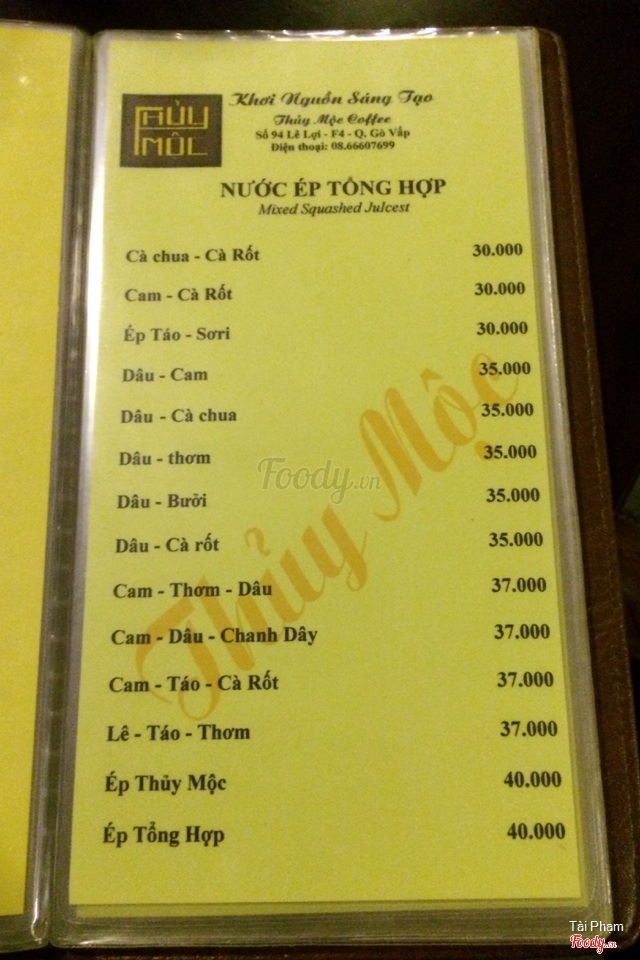 THỦY
MỘC
Khơi Nguồn Sáng Tạo
Thủy Mộc Coffee
Số 94 Lê Lợi - F4 - Q. Gò Vấp
Điện thoại: 08.66607699
NƯỚC ÉP TỔNG HỢP
Mixed Squashed Julcest
Cà chua - Cà Rốt 30.000
Cam - Cà Rốt 30.000
Ép Táo - Sơri 30.000
Dâu - Cam 35.000
Dâu - Cà chua 35.000
Dâu - thơm 35.000
Dâu - Bưởi 35.000
Dâu - Cà rốt 35.000
Cam - Thơm - Dâu 37.000
Cam - Dâu - Chanh Dây 37.000
Cam - Táo - Cà Rốt 37.000
Lê - Táo - Thơm 37.000
Ép Thủy Mộc 40.000
Ép Tổng Hợp 40.000
Thủy Mộc
Foody.vn
Tài Phạm
Foody.vn